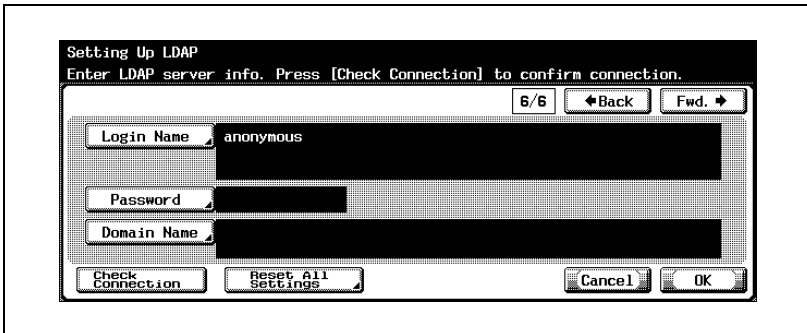 Setting Up LDAP
Enter LDAP server info. Press [Check Connection] to confirm connection.
6/6 ←Back Fwd. →
Login Name anonymous
Password
Domain Name
Check Connection
Reset All Settings
Cancel OK